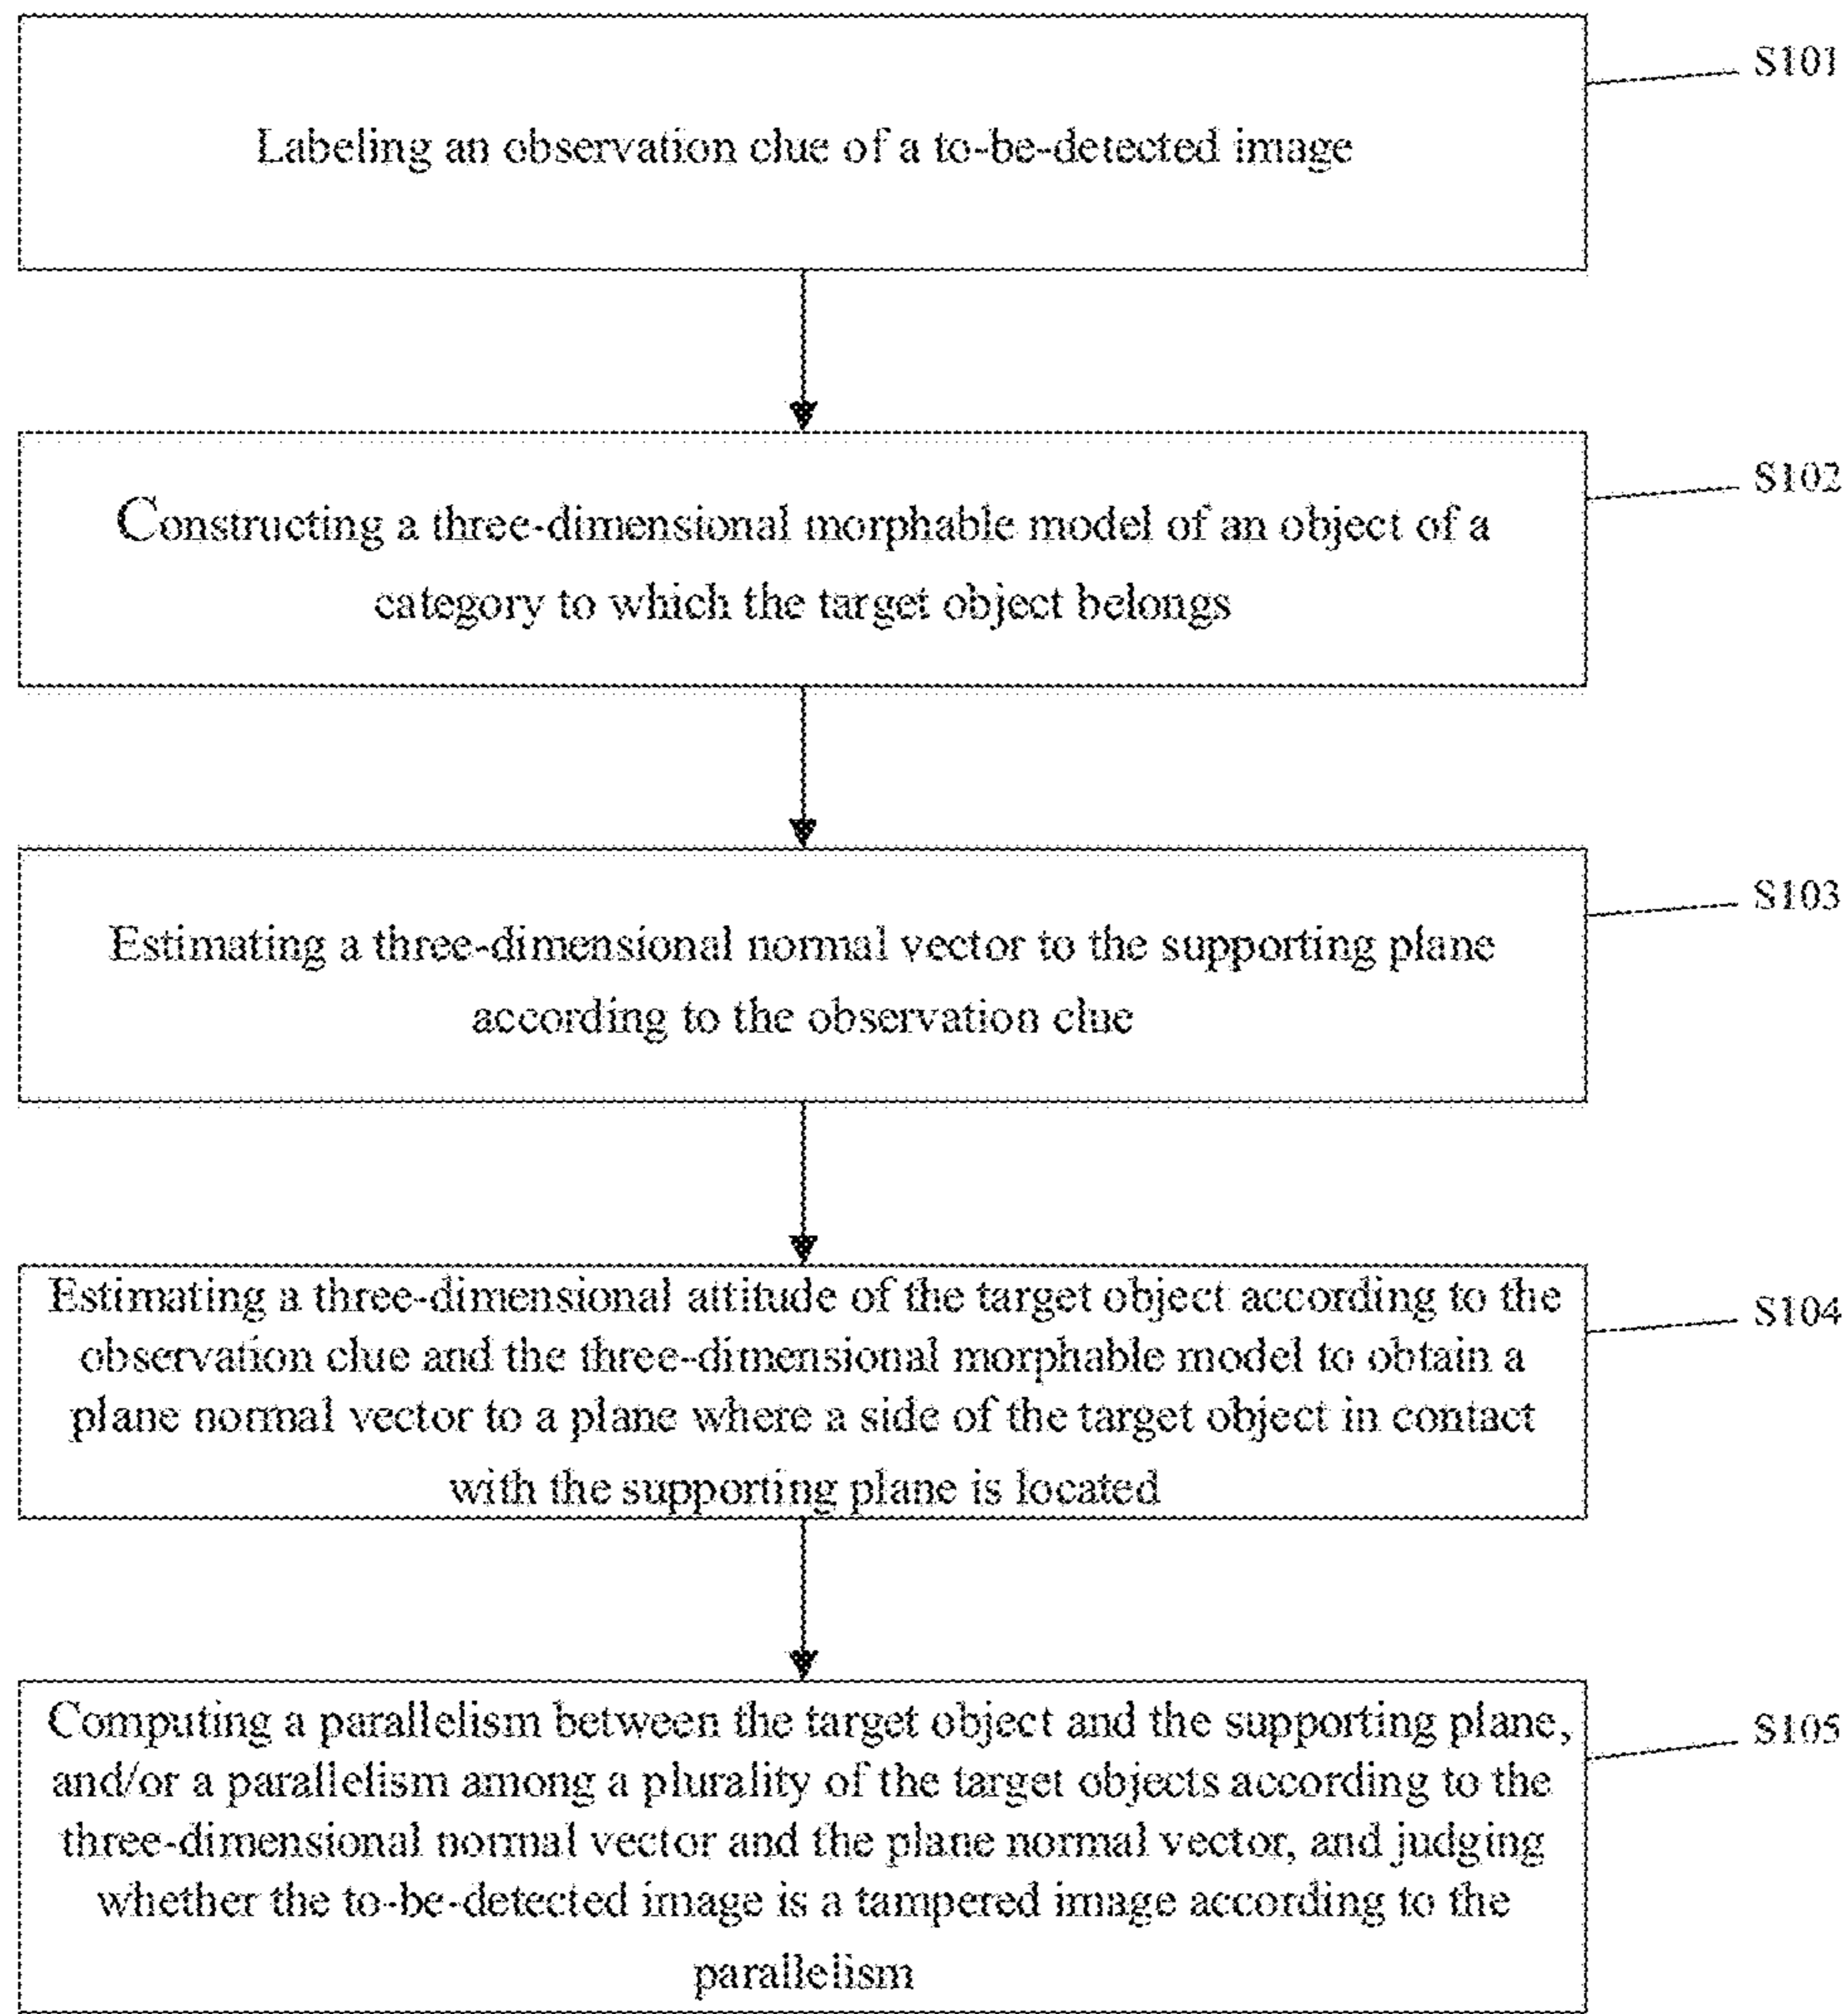 S101
Labeling an observation clue of a to-be-detected image
S102
Constructing a three-dimensional morphable model of an object of a
category to which the target object belongs
S103
Estimating a three-dimensional normal vector to the supporting plane
according to the observation clue
S104
Estimating a three-dimensional attitude of the target object according to the
observation clue and the three-dimensional morphable model to obtain a
plane normal vector to a plane where a side of the target object in contact
with the supporting plane is located
S105
Computing a parallelism between the target object and the supporting plane,
and/or a parallelism among a plurality of the target objects according to the
three-dimensional normal vector and the plane normal vector, and judging
whether the to-be-detected image is a tampered image according to the
parallelism